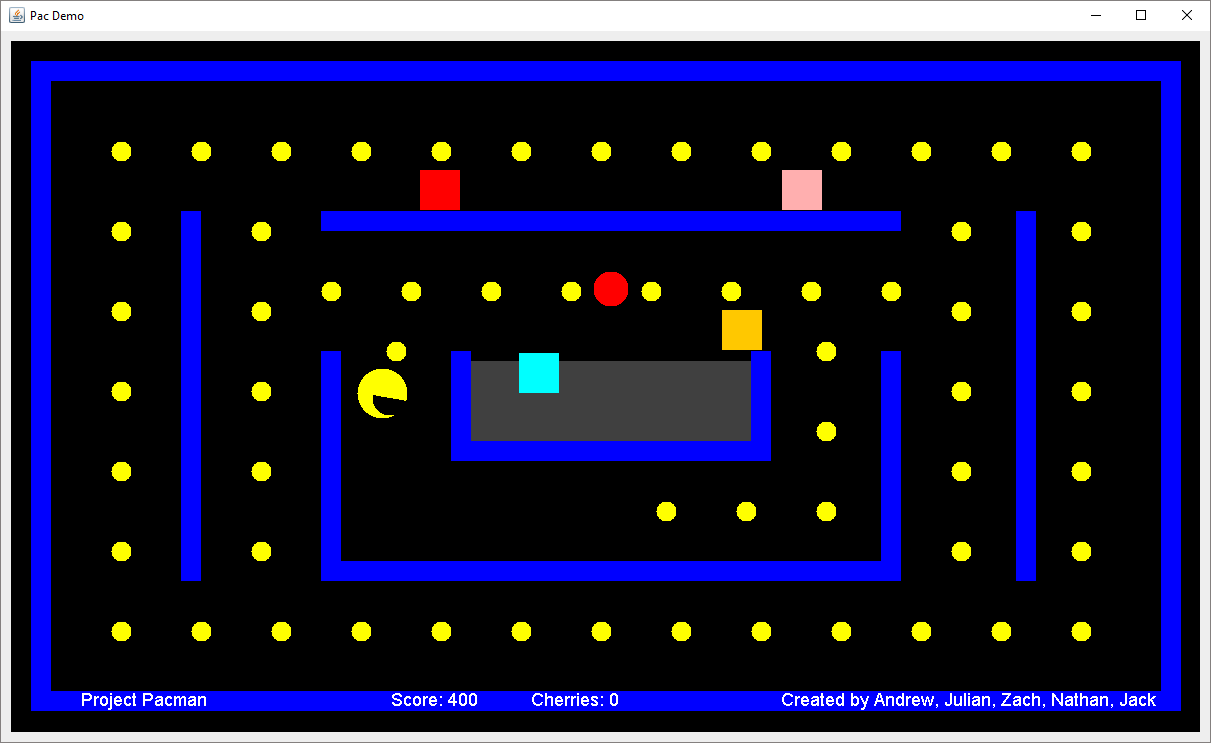 Pac Demo
Project Pacman Score: 400 Cherries: 0 Created by Andrew, Julian, Zach, Nathan, Jack